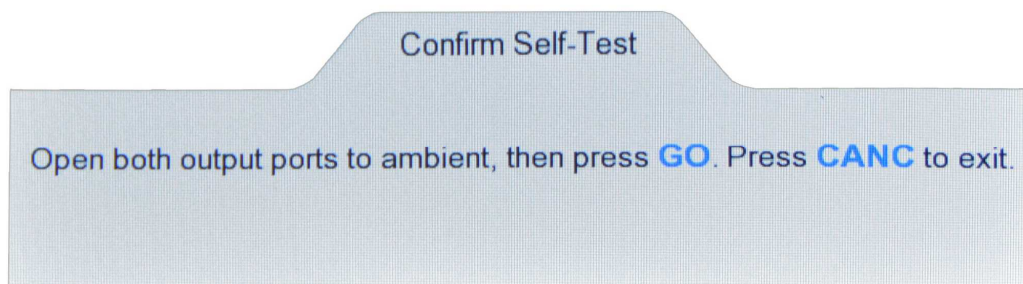 Confirm Self-Test
Open both output ports to ambient, then press GO. Press CANC to exit.